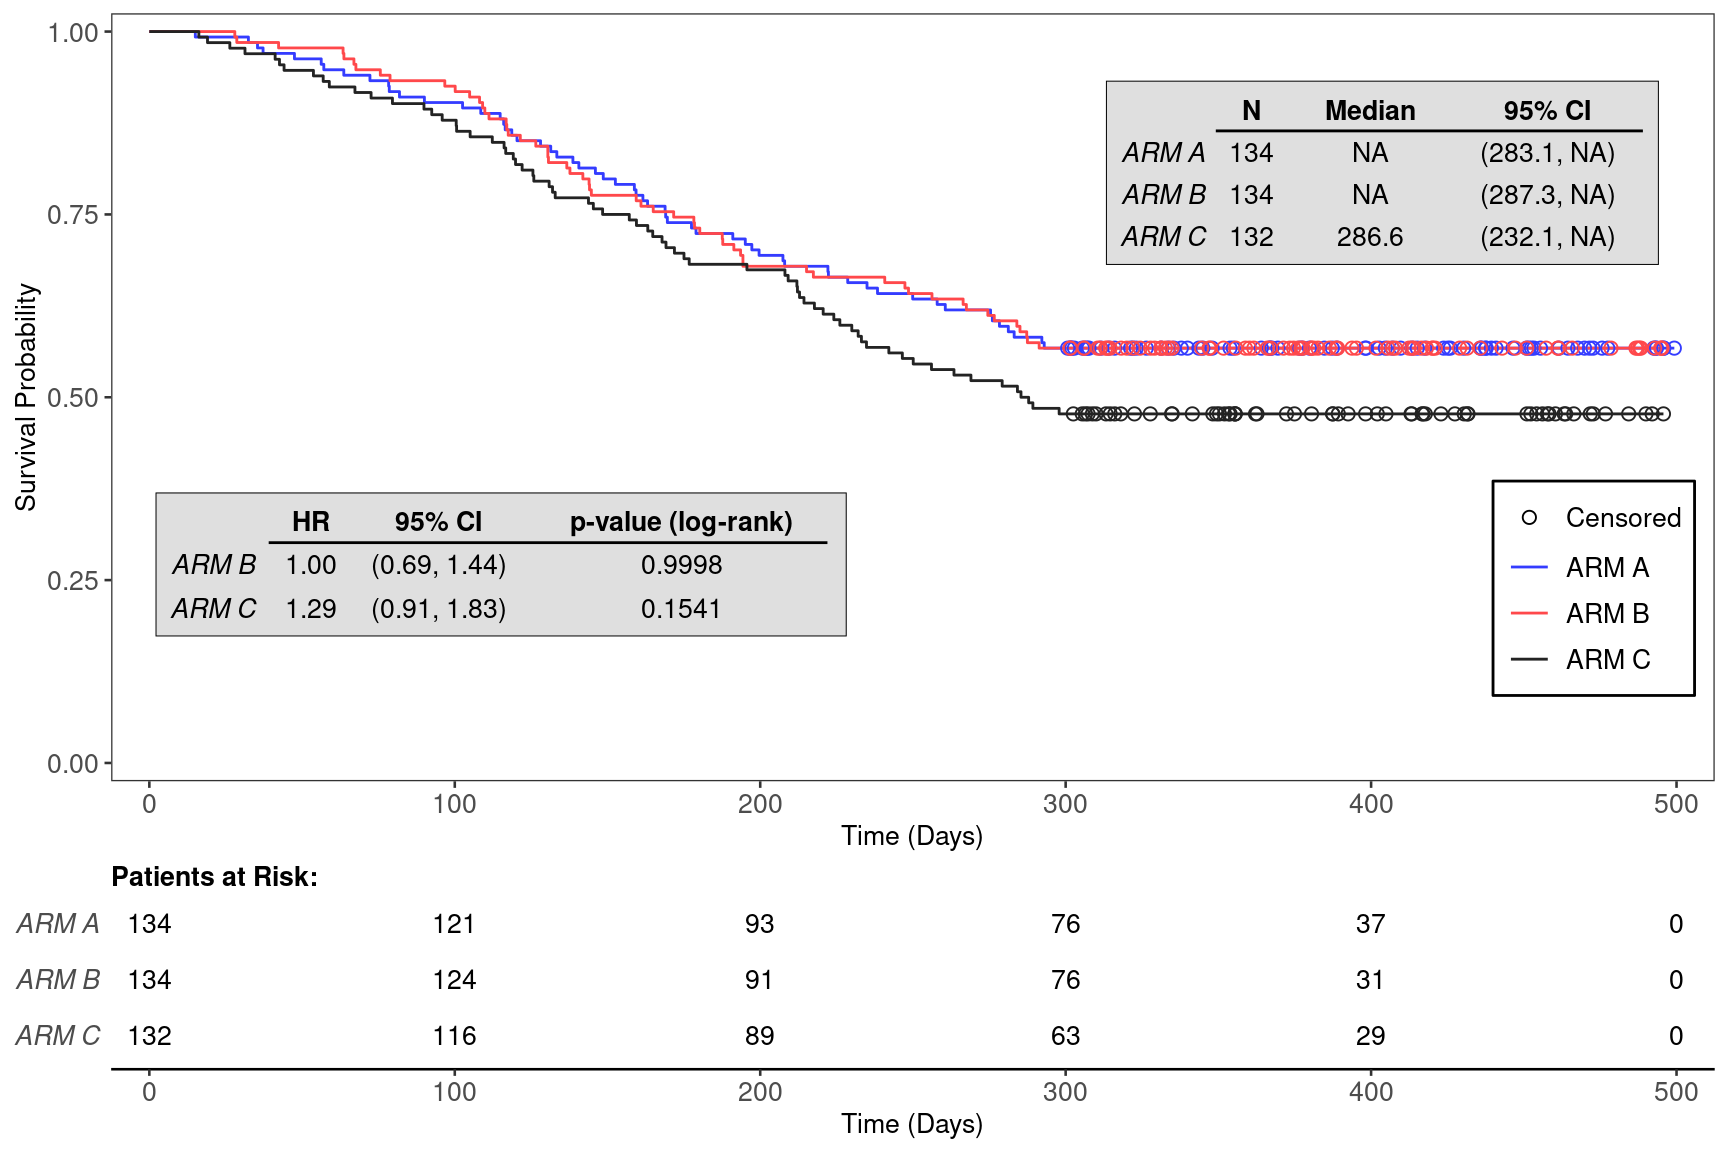 1.00
0.75
0.50
0.25
0.00
Survival Probability
N Median 95% CI
ARM A 134 NA (283.1, NA)
ARM B 134 NA (287.3, NA)
ARM C 132 286.6 (232.1, NA)
HR 95% CI p-value (log-rank)
ARM B 1.00 (0.69, 1.44) 0.9998
ARM C 1.29 (0.91, 1.83) 0.1541
Censored
ARM A
ARM B
ARM C
0 100 200 300 400 500
Time (Days)
Patients at Risk:
ARM A 134 121 93 76 37 0
ARM B 134 124 91 76 31 0
ARM C 132 116 89 63 29 0
0 100 200 300 400 500
Time (Days)